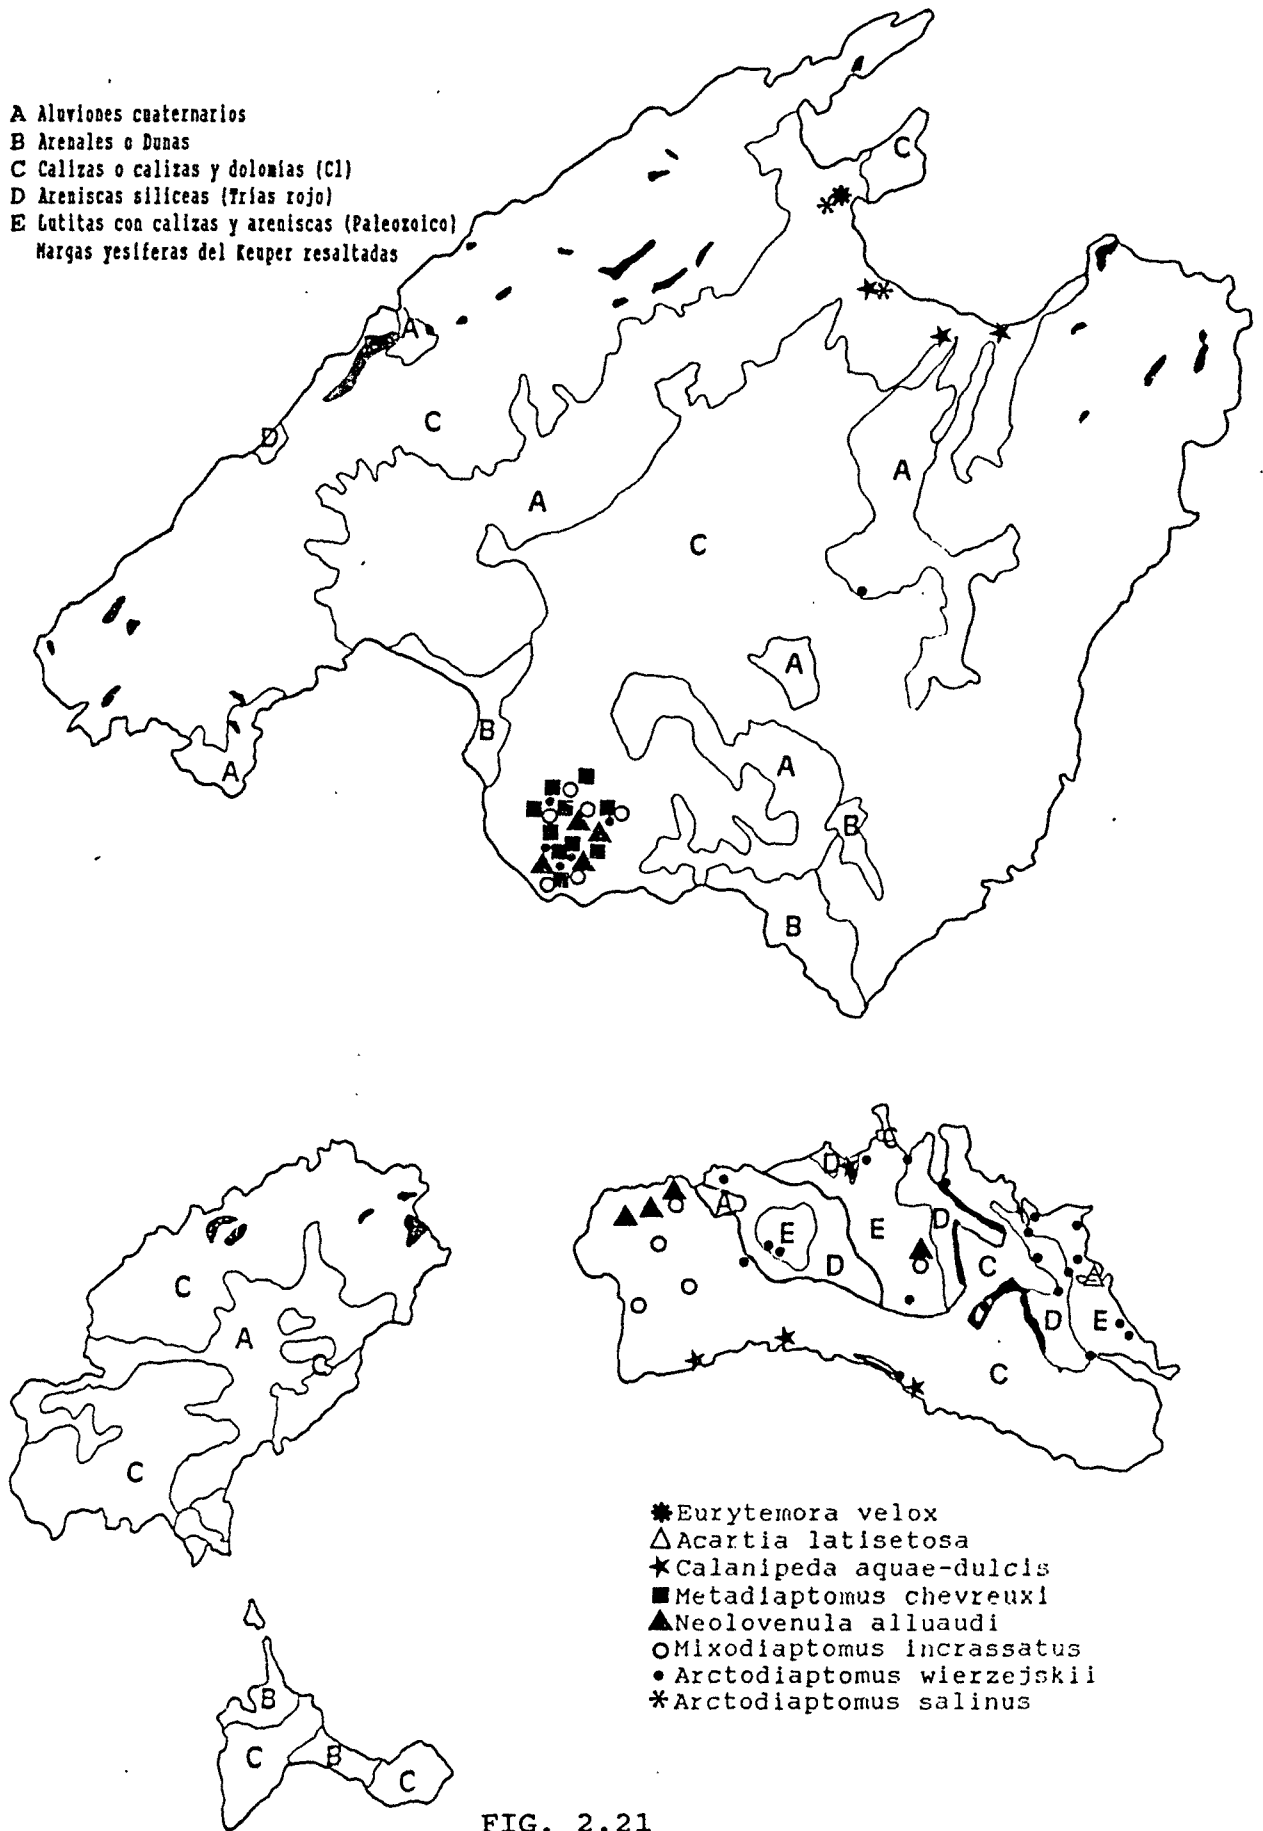 A Aluviones cuaternarios
B Arenales o Dunas
C Calizas o calizas y dolomías (Cl)
D Areniscas silíceas (Trías rojo)
E Lutitas con calizas y areniscas (Paleozoico)
Margas yesíferas del Keuper resaltadas
C
A
D
C
A
A
C
A
B
A
A
B
B
C
A
C
B
C
B
C
C
D
A
E
E
D
D
C
A
D
E
C
Eurytemora velox
Acartia latisetosa
Calanipeda aquae-dulcis
Metadiaptomus chevreuxi
Neolovenula alluaudi
Mixodiaptomus incrassatus
Arctodiaptomus wierzejskii
Arctodiaptomus salinus
FIG. 2.21